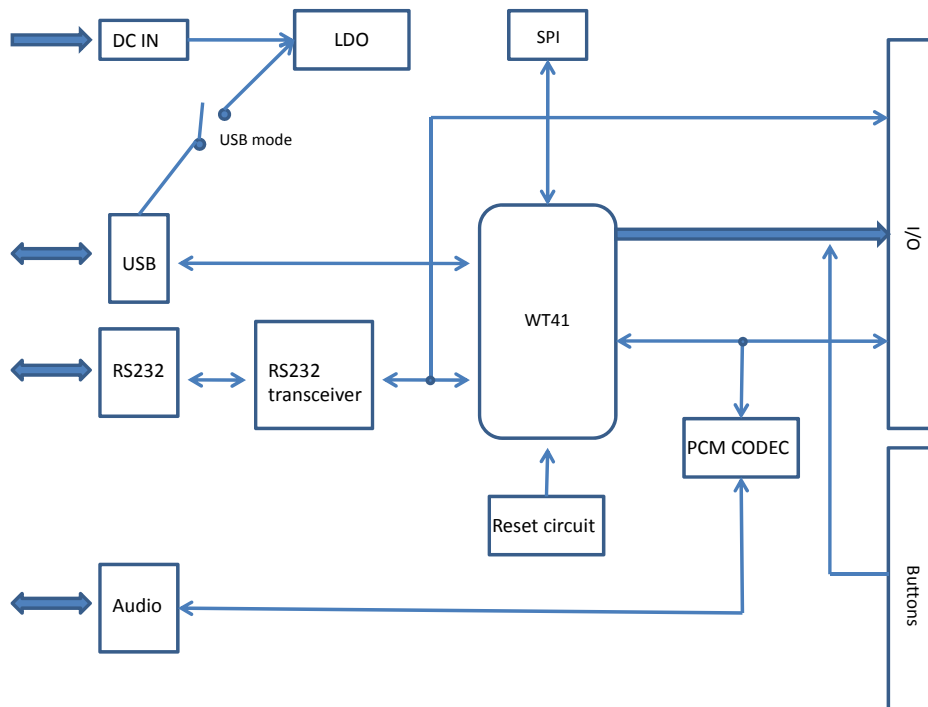 DC IN
LDO
SPI
USB mode
USB
I/O
WT41
RS232
RS232
transceiver
PCM CODEC
Reset circuit
Buttons
Audio